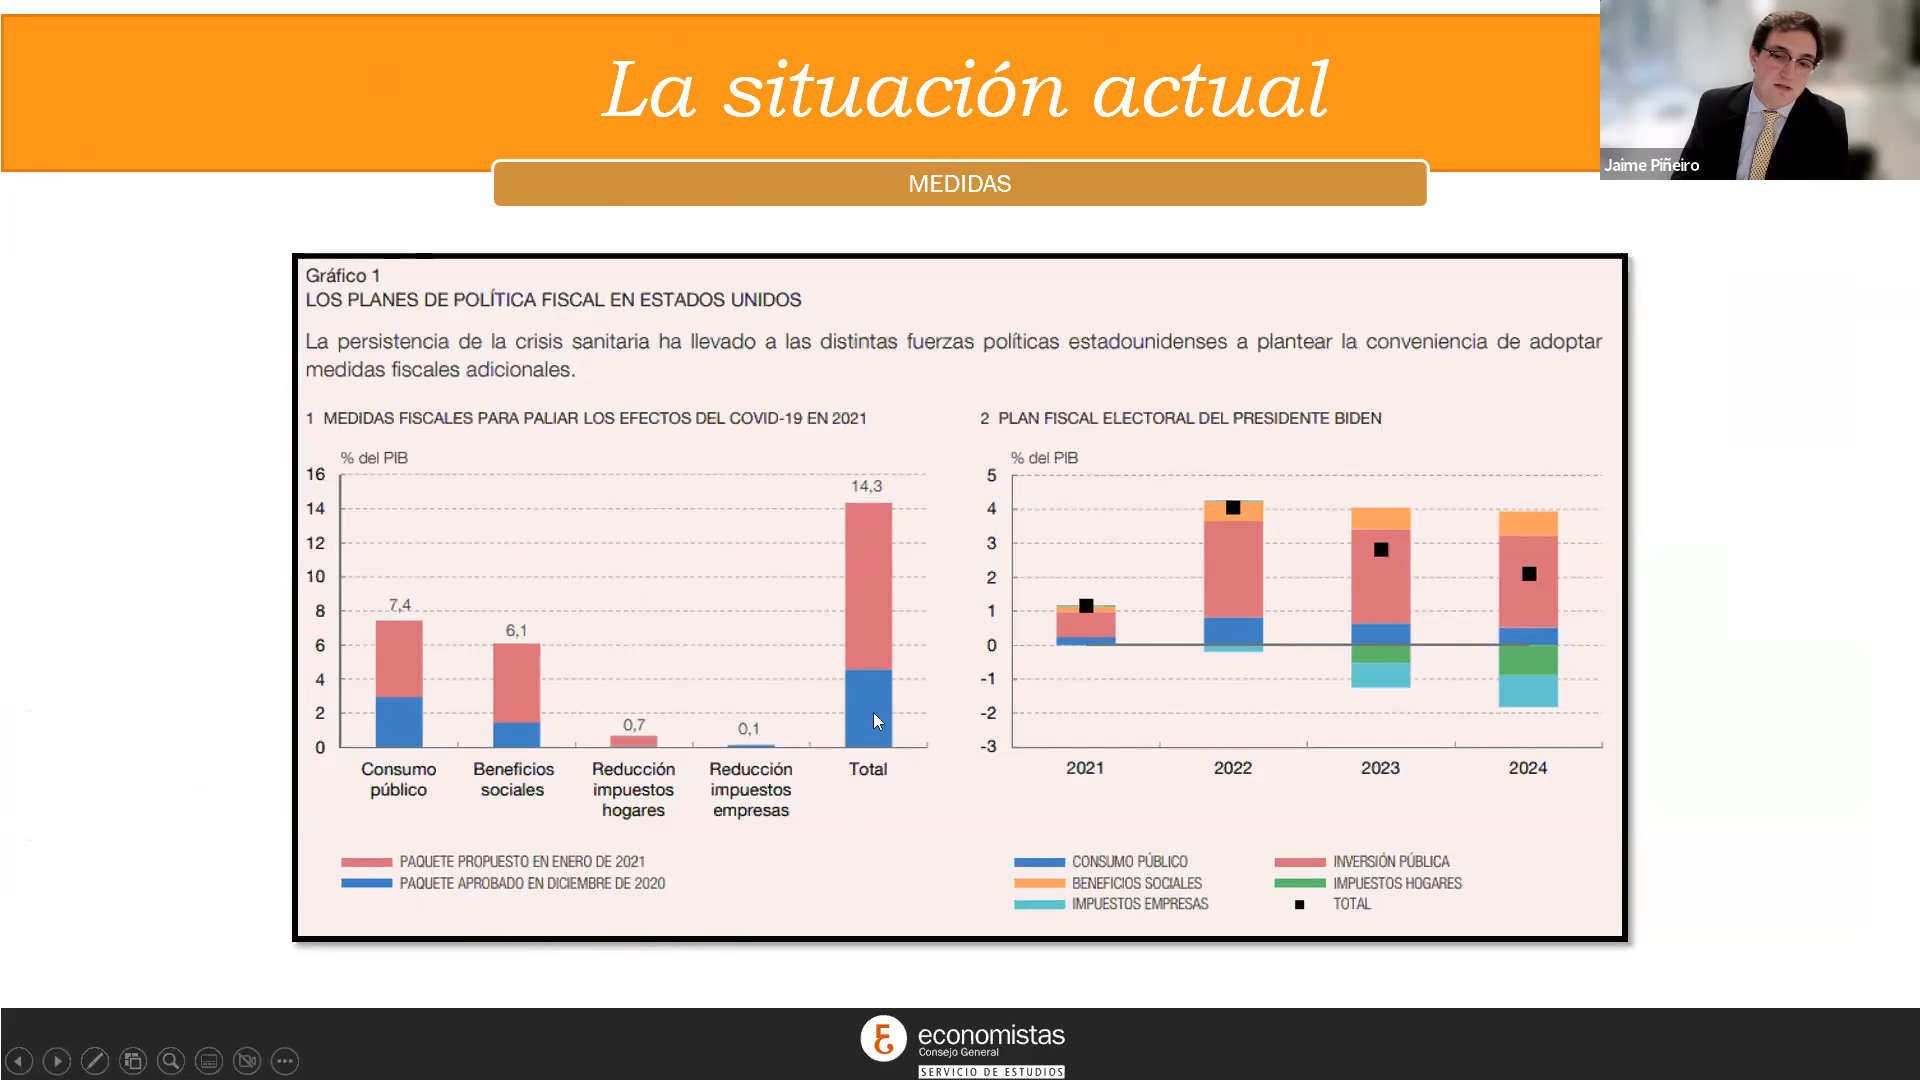 La situación actual
Jaime Piñeiro
MEDIDAS
Gráfico 1
LOS PLANES DE POLÍTICA FISCAL EN ESTADOS UNIDOS
La persistencia de la crisis sanitaria ha llevado a las distintas fuerzas políticas estadounidenses a plantear la conveniencia de adoptar
medidas fiscales adicionales.
1 MEDIDAS FISCALES PARA PALIAR LOS EFECTOS DEL COVID-19 EN 2021
% del PIB
16
14
12
10
8
6
4
2
0
7,4
6,1
0,7
0,1
14,3
Consumo
público
Beneficios
sociales
Reducción
impuestos
hogares
Reducción
impuestos
empresas
Total
PAQUETE PROPUESTO EN ENERO DE 2021
PAQUETE APROBADO EN DICIEMBRE DE 2020
2 PLAN FISCAL ELECTORAL DEL PRESIDENTE BIDEN
% del PIB
5
4
3
2
1
0
-1
-2
-3
2021 2022 2023 2024
CONSUMO PÚBLICO
INVERSIÓN PÚBLICA
BENEFICIOS SOCIALES
IMPUESTOS HOGARES
IMPUESTOS EMPRESAS
TOTAL
economistas
Consejo General
SERVICIO DE ESTUDIOS